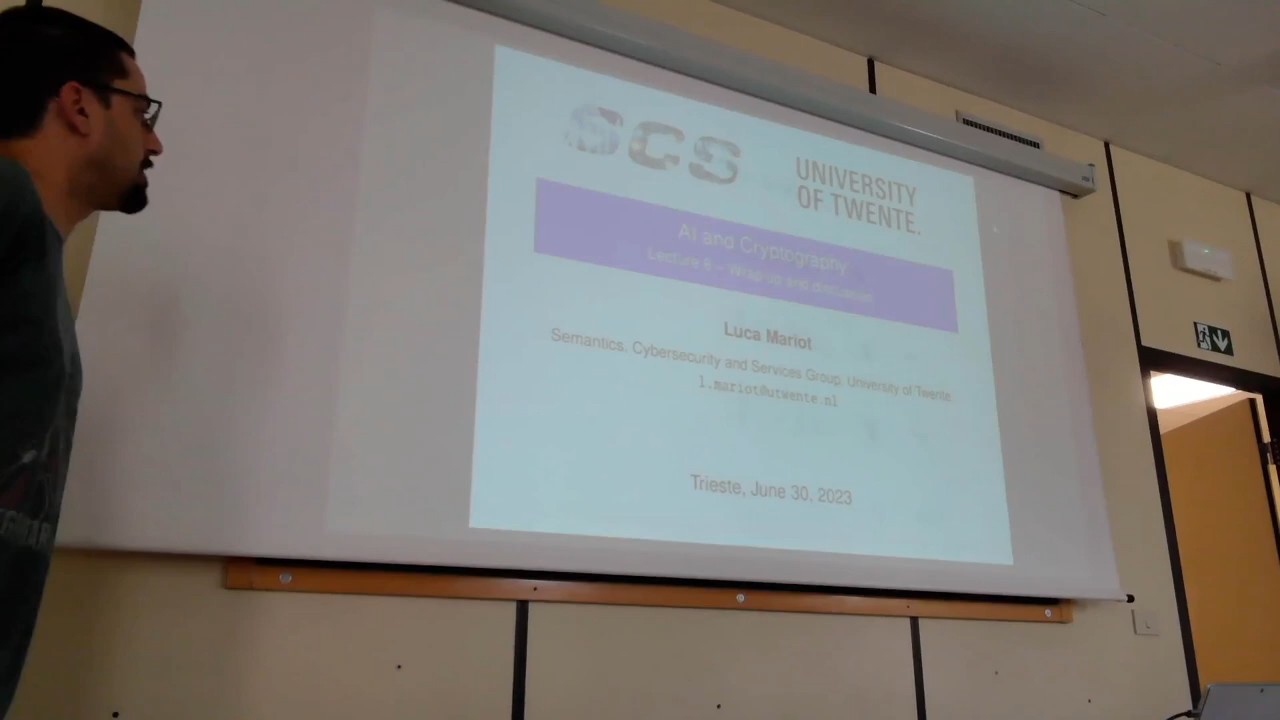 SCS
UNIVERSITY
OF TWENTE.
AI and Cryptography
Lecture 6 – Wrap up and discussion
Luca Mariot
Semantics, Cybersecurity and Services Group, University of Twente
l.mariot@utwente.nl
Trieste, June 30, 2023